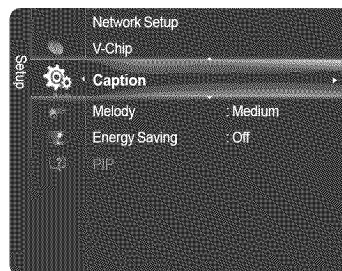 Setup
Network Setup
V-Chip
Caption
Melody : Medium
Energy Saving : Off
PIP